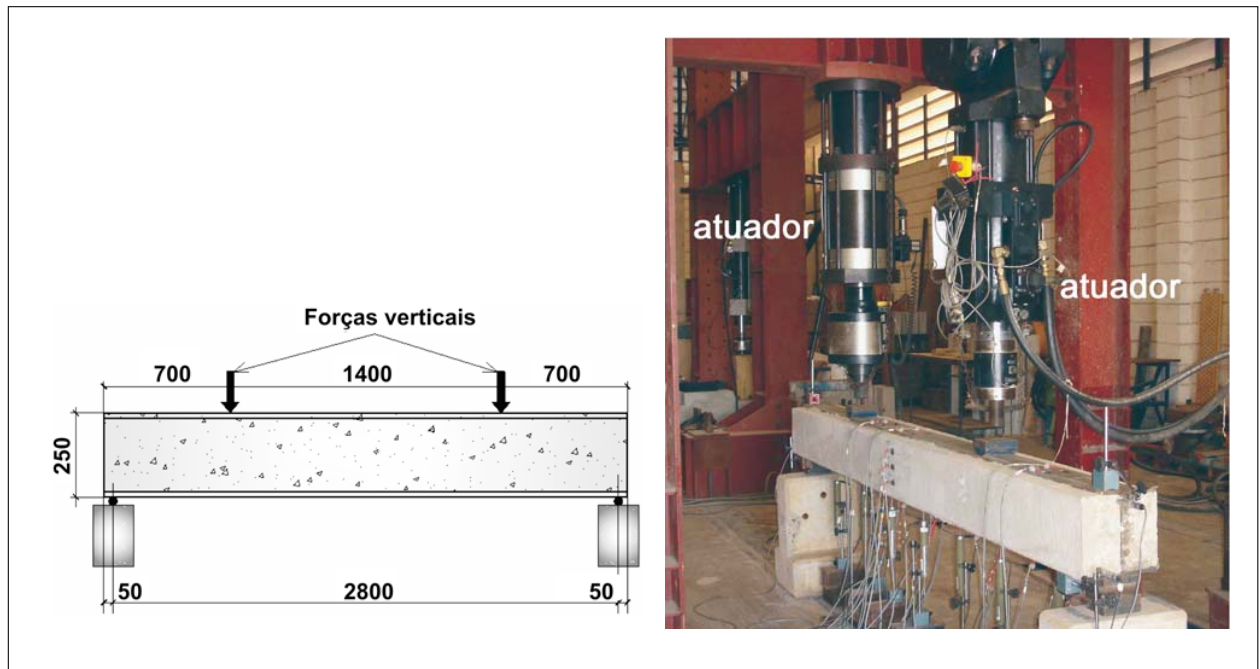 Forças verticais
700 1400 700
250
50 2800 50
atuador
atuador